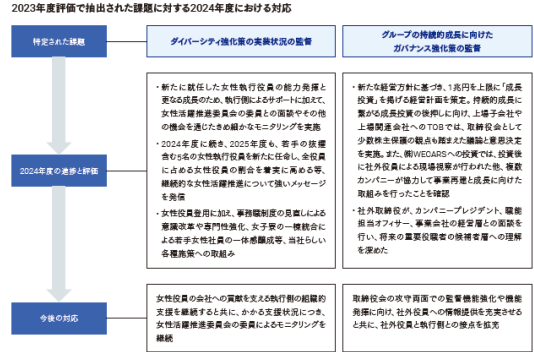 2023年度評価で抽出された課題に対する2024年度における対応
特定された課題
ダイバーシティ強化策の実装状況の監督
グループの持続的成長に向けた
ガバナンス強化策の監督
2024年度の進捗と評価
・新たに就任した女性執行役員の能力発揮と
更なる成長のため、執行側によるサポートに加えて、
女性活躍推進委員会の委員との面談やその
他の機会を通じたきめ細かなモニタリングを実施
・2024年度に続き、2025年度も、若手の抜擢
含む5名の女性執行役員を新たに任命し、全役員
に占める女性役員の割合を着実に高める等、
継続的な女性活躍推進について強いメッセージ
を発信
・女性役員登用に加え、事務職制度の見直しによる
意識改革や専門性強化、女子寮の一棟統合に
よる若手女性社員の一体感醸成等、当社らしい
各種施策への取組み
・新たな経営方針に基づき、1兆円を上限に「成長
投資」を掲げる経営計画を策定。持続的成長に
繋がる成長投資の後押しに向け、上場子会社や
上場関連会社へのTOBでは、取締役会として
少数株主保護の観点も踏まえた議論と意思決定
を実施。また、㈱WECARSへの投資では、投資後
に社外役員による現場視察が行われた他、複数
カンパニーが協力して事業再建と成長に向けた
取組みを行ったことを確認
・社外取締役が、カンパニープレジデント、職能
担当オフィサー、事業会社の経営層との面談を
行い、将来の重要役職者の候補者層への理解
を深めた
今後の対応
女性役員の会社への貢献を支える執行側の組織的
支援を継続すると共に、かかる支援状況につき、
女性活躍推進委員会の委員によるモニタリングを
継続
取締役会の攻守両面での監督機能強化や機能
発揮に向け、社外役員への情報提供を充実させる
と共に、社外役員と執行側との接点を拡充